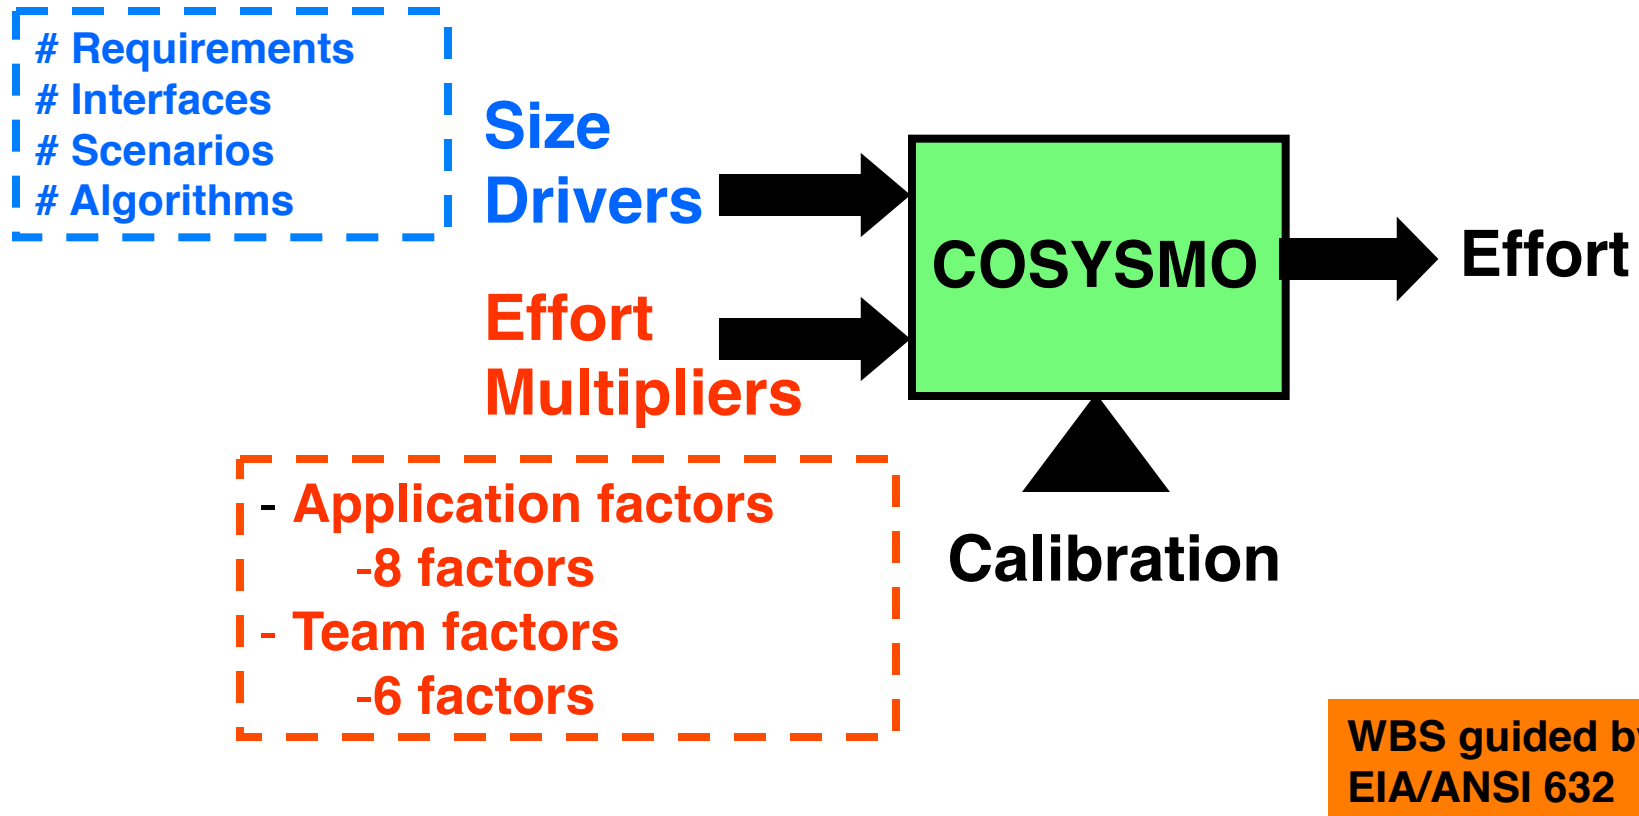 # Requirements
# Interfaces
# Scenarios
# Algorithms
Size
Drivers
Effort
Multipliers
COSYSMO
Effort
- Application factors
-8 factors
- Team factors
-6 factors
Calibration
WBS guided by
EIA/ANSI 632